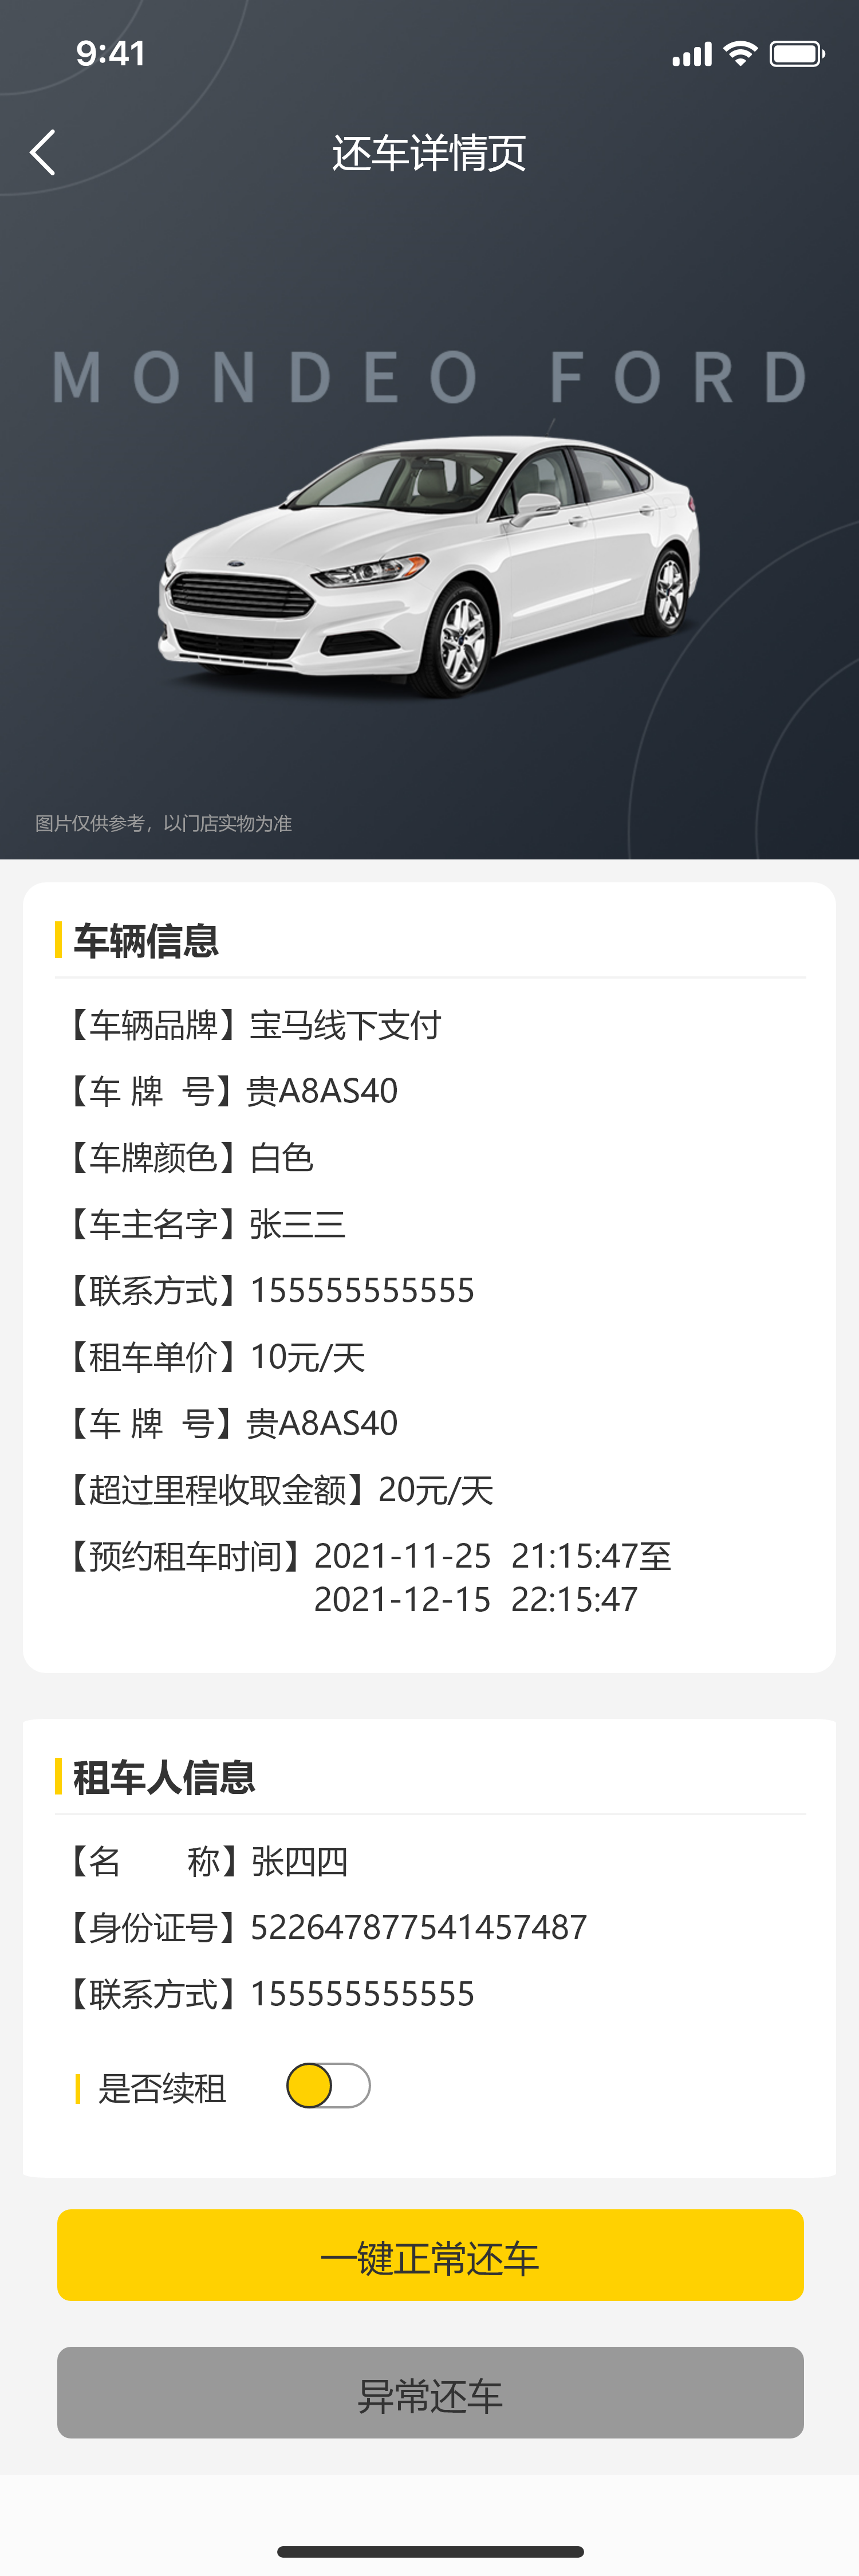 9:41
还车详情页
MONDEO FORD
图片仅供参考，以门店实物为准
车辆信息
【车辆品牌】宝马线下支付
【车 牌 号】贵A8AS40
【车牌颜色】白色
【车主名字】张三三
【联系方式】155555555555
【租车单价】10元/天
【车 牌 号】贵A8AS40
【超过里程收取金额】20元/天
【预约租车时间】2021-11-25 21:15:47至
2021-12-15 22:15:47
租车人信息
【名 称】张四四
【身份证号】522647877541457487
【联系方式】155555555555
是否续租
一键正常还车
异常还车